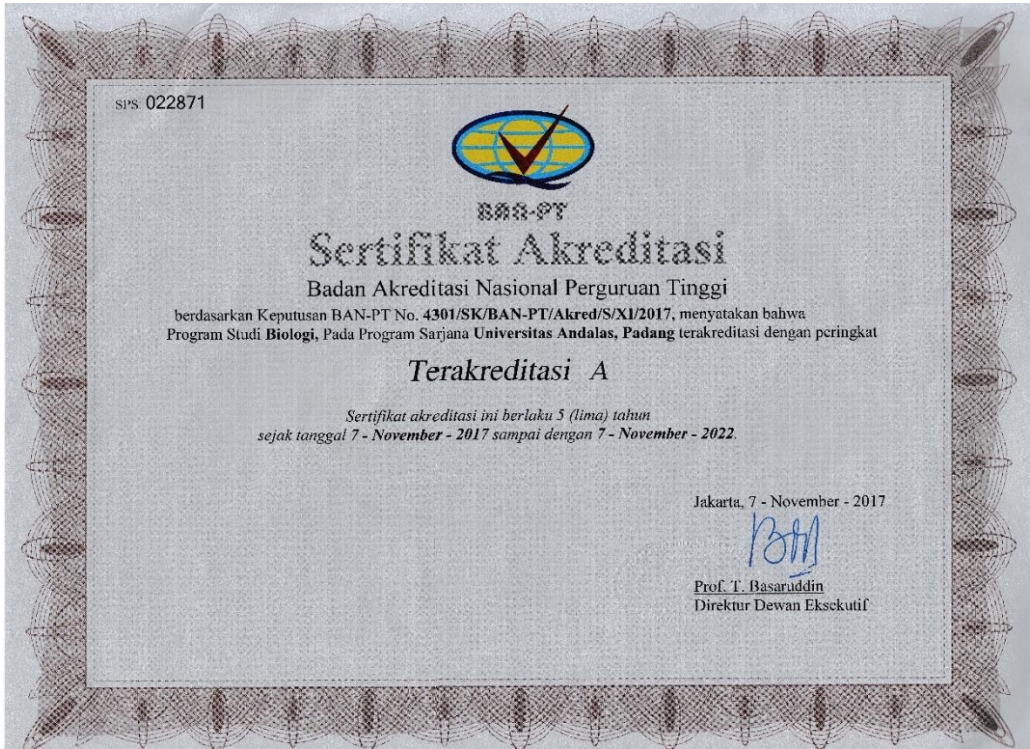 SPS 022871
BAN-PT
Sertifikat Akreditasi
Badan Akreditasi Nasional Perguruan Tinggi
berdasarkan Keputusan BAN-PT No. 4301/SK/BAN-PT/Akred/S/XI/2017, menyatakan bahwa
Program Studi Biologi, Pada Program Sarjana Universitas Andalas, Padang terakreditasi dengan peringkat
Terakreditasi A
Sertifikat akreditasi ini berlaku 5 (lima) tahun
sejak tanggal 7 - November - 2017 sampai dengan 7 - November - 2022.
Jakarta, 7 - November - 2017
Prof. T. Basaruddin
Direktur Dewan Eksekutif